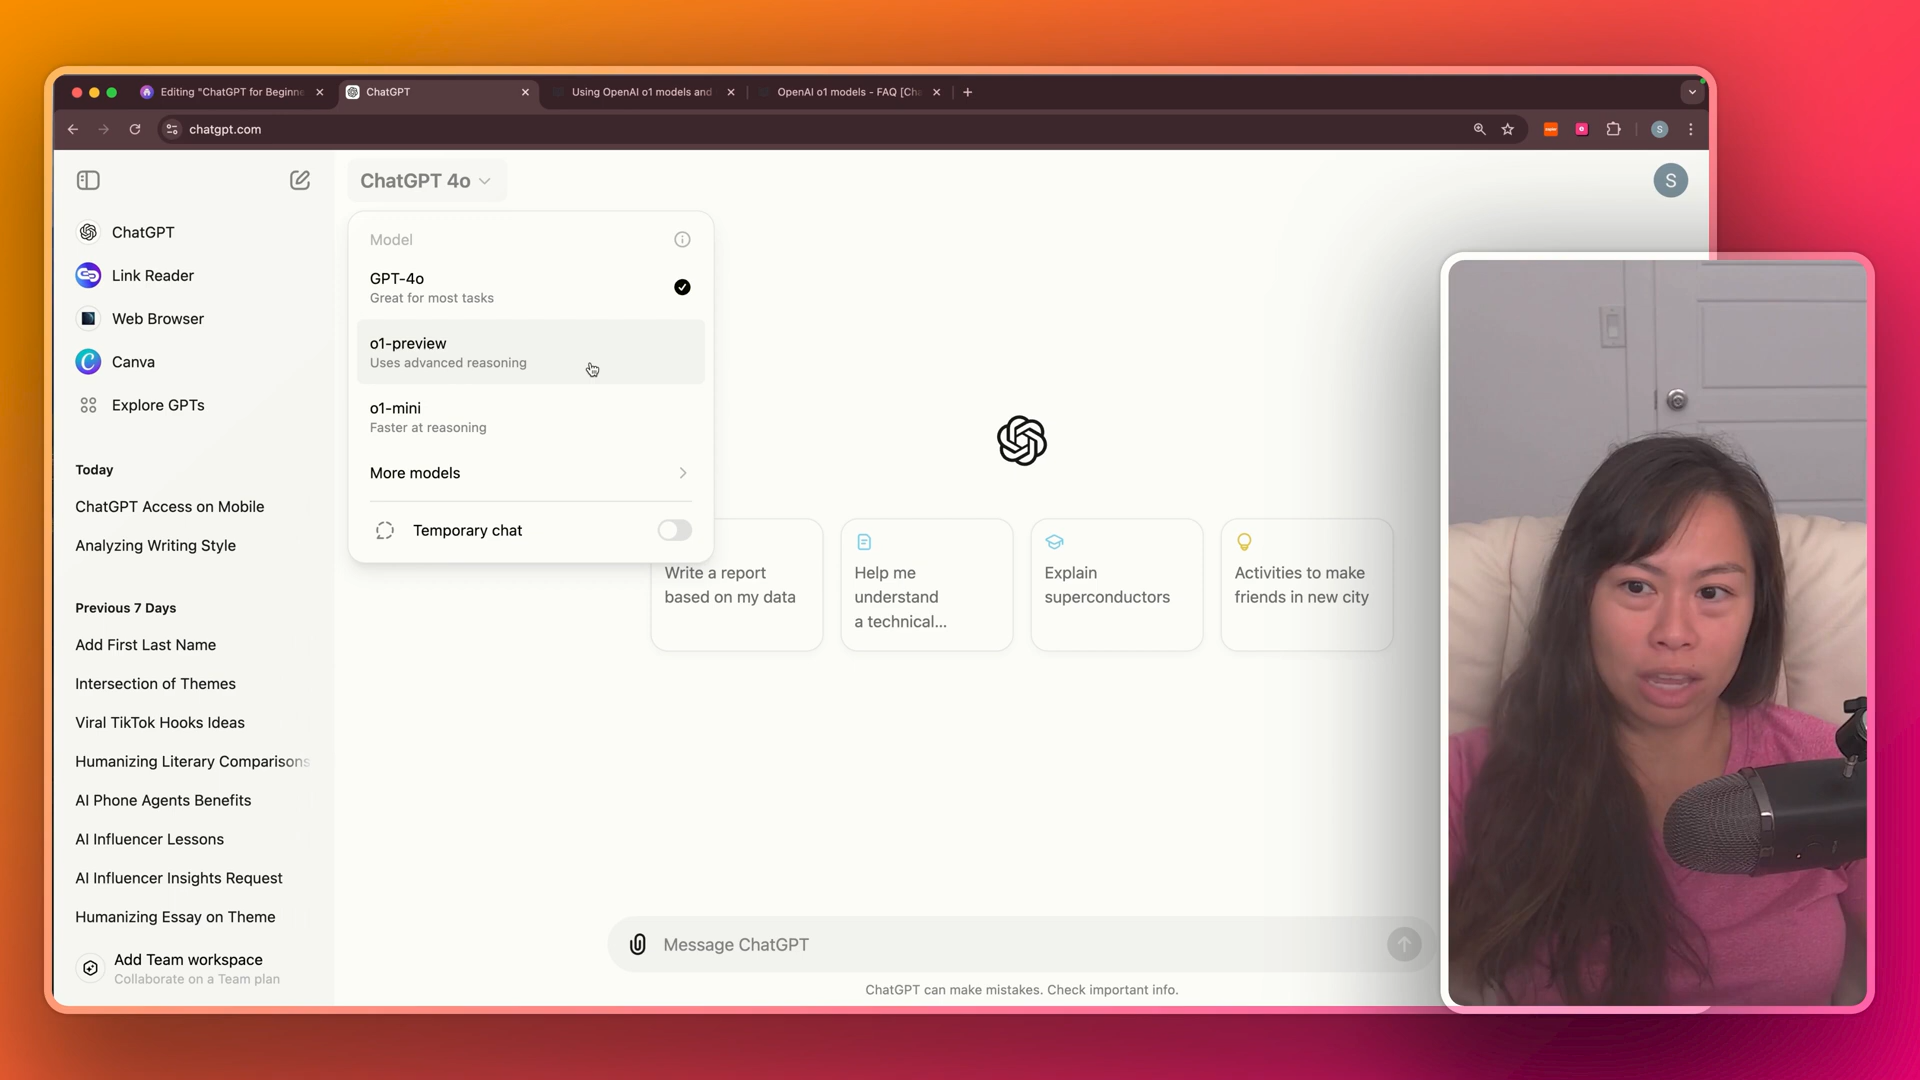 Editing "ChatGPT for Beginne
ChatGPT
Using OpenAI o1 models and
OpenAI o1 models - FAQ [Cha
chatgpt.com
S
ChatGPT
Link Reader
Web Browser
Canva
Explore GPTs
Today
ChatGPT Access on Mobile
Analyzing Writing Style
Previous 7 Days
Add First Last Name
Intersection of Themes
Viral TikTok Hooks Ideas
Humanizing Literary Comparisons
AI Phone Agents Benefits
AI Influencer Lessons
AI Influencer Insights Request
Humanizing Essay on Theme
Add Team workspace
Collaborate on a Team plan
ChatGPT 4o
S
Model
GPT-4o
Great for most tasks
o1-preview
Uses advanced reasoning
o1-mini
Faster at reasoning
More models
Temporary chat
Write a report
based on my data
Help me
understand
a technical...
Explain
superconductors
Activities to make
friends in new city
Message ChatGPT
ChatGPT can make mistakes. Check important info.